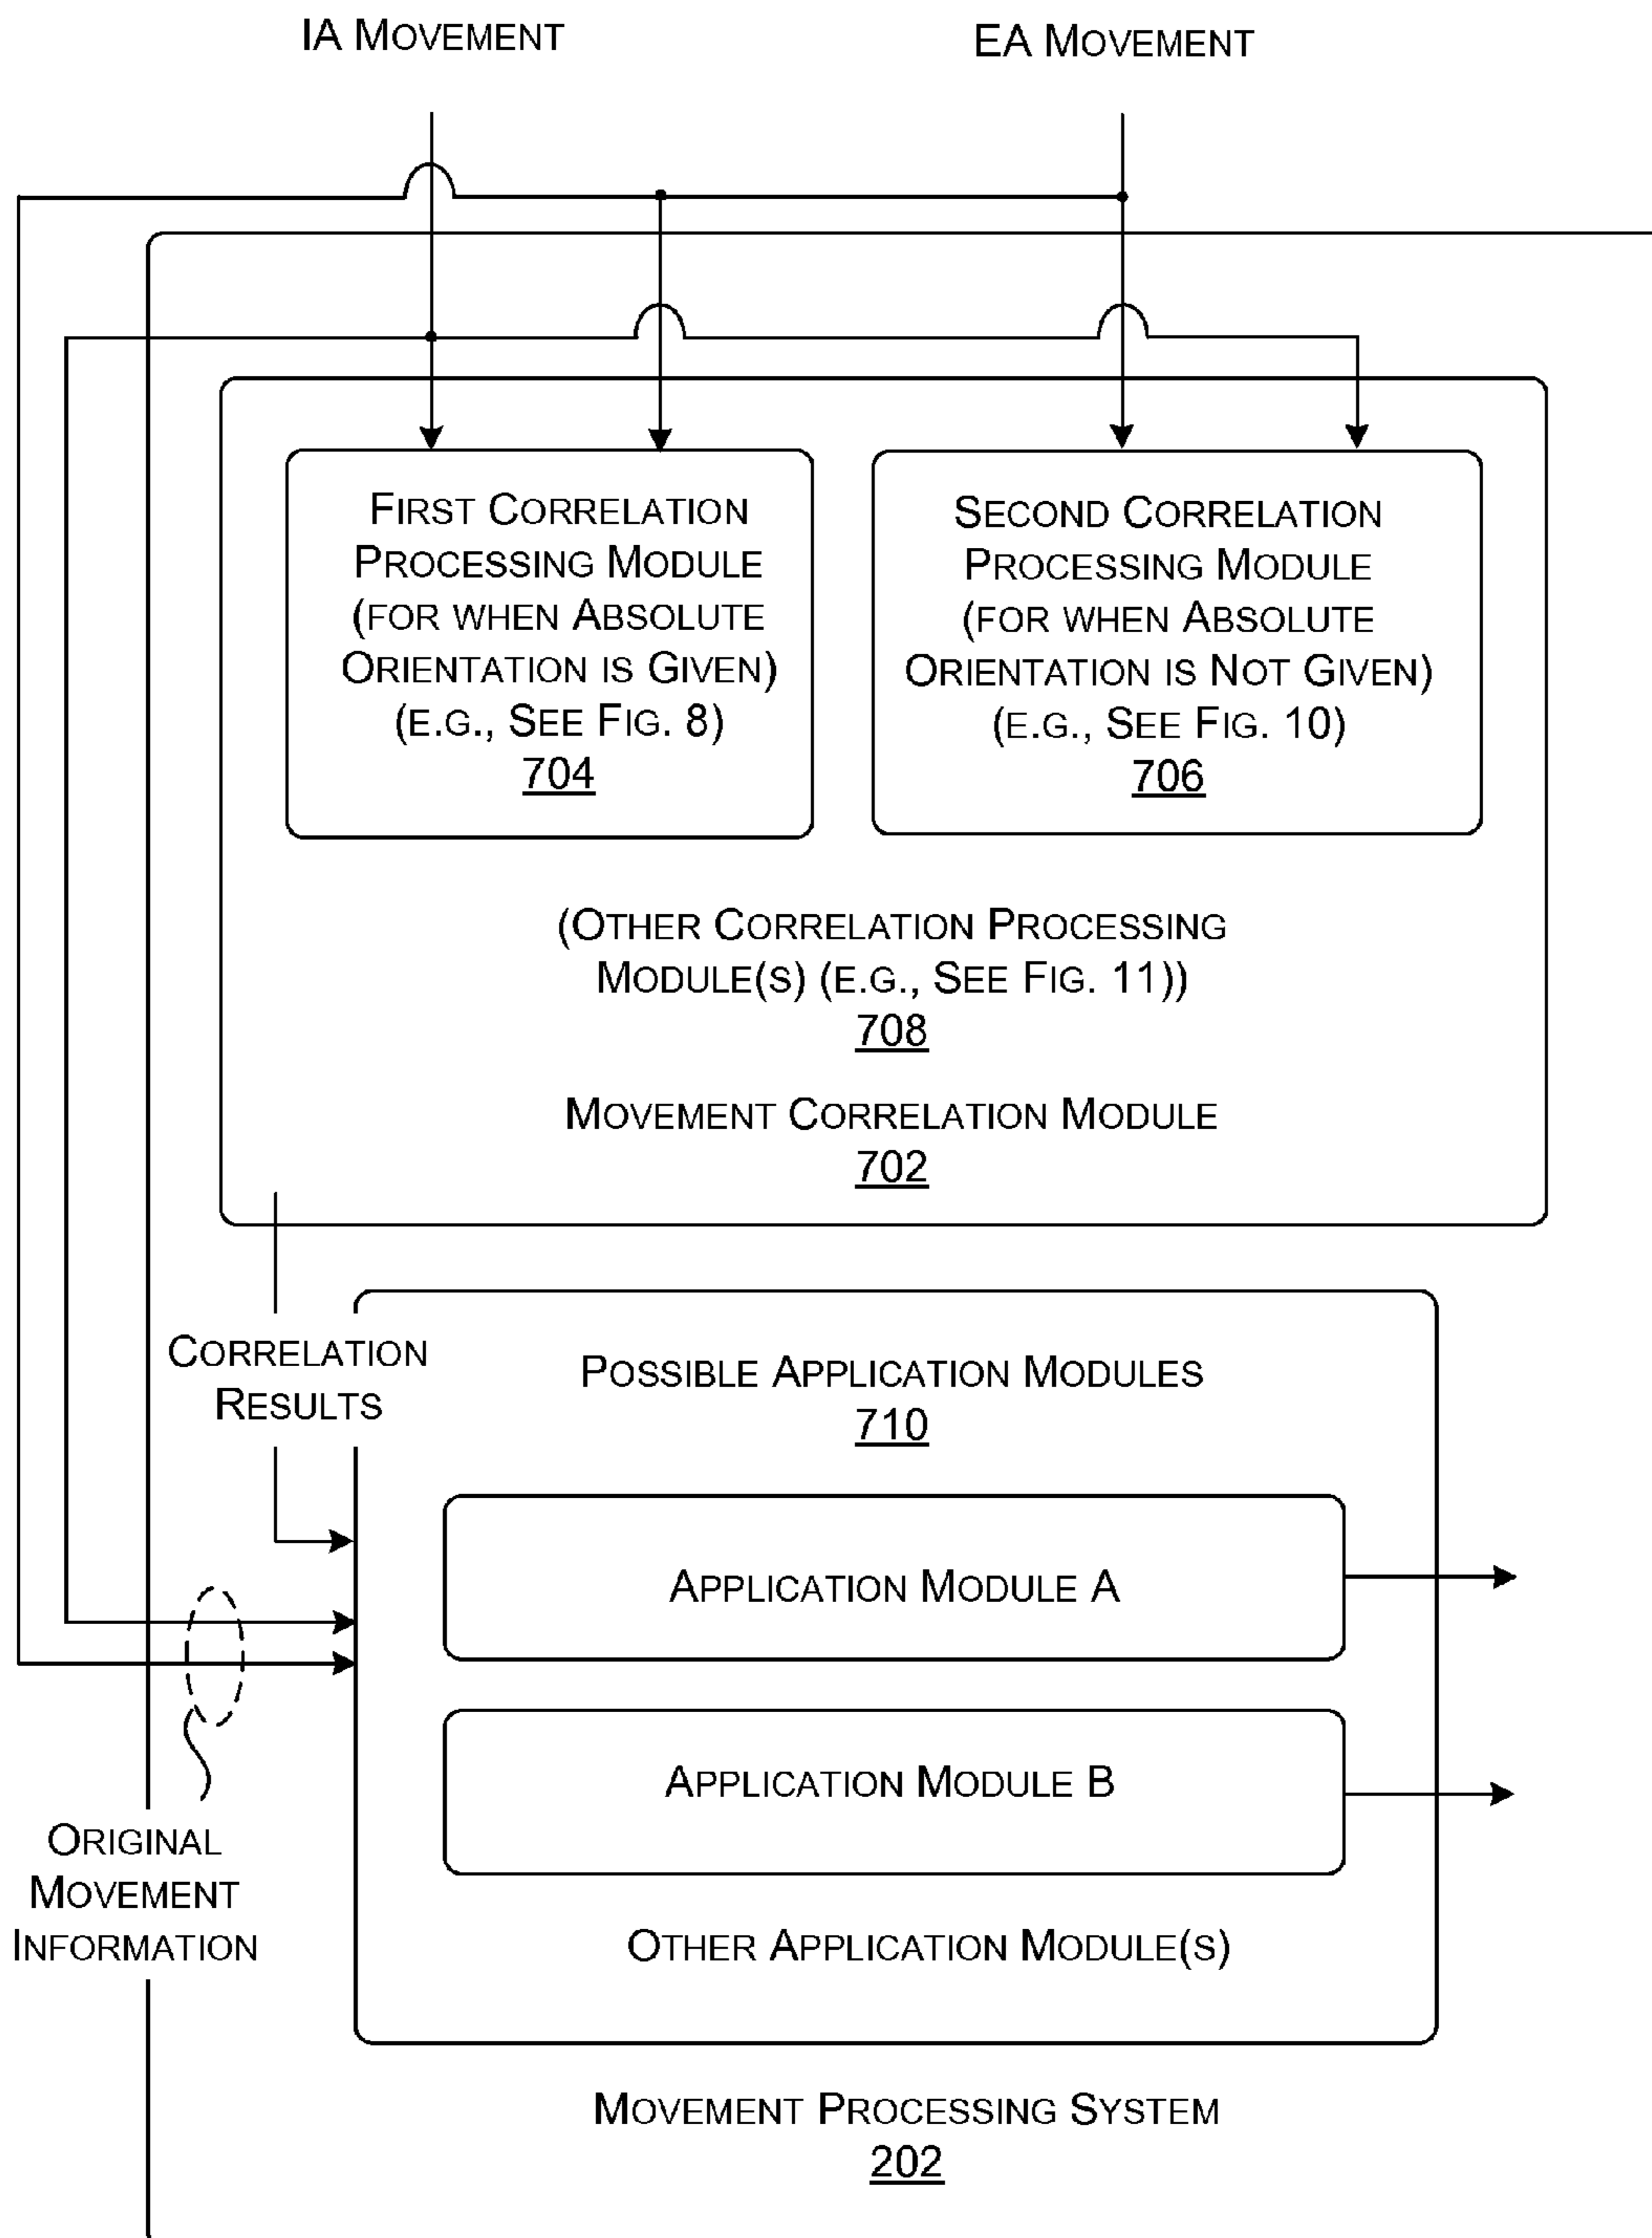 IA MOVEMENT
EA MOVEMENT
FIRST CORRELATION
PROCESSING MODULE
(FOR WHEN ABSOLUTE
ORIENTATION IS GIVEN)
(E.G., SEE FIG. 8)
704
SECOND CORRELATION
PROCESSING MODULE
(FOR WHEN ABSOLUTE
ORIENTATION IS NOT GIVEN)
(E.G., SEE FIG. 10)
706
(OTHER CORRELATION PROCESSING
MODULE(S) (E.G., SEE FIG. 11))
708
MOVEMENT CORRELATION MODULE
702
CORRELATION
RESULTS
POSSIBLE APPLICATION MODULES
710
APPLICATION MODULE A
APPLICATION MODULE B
ORIGINAL
MOVEMENT
INFORMATION
OTHER APPLICATION MODULE(S)
MOVEMENT PROCESSING SYSTEM
202